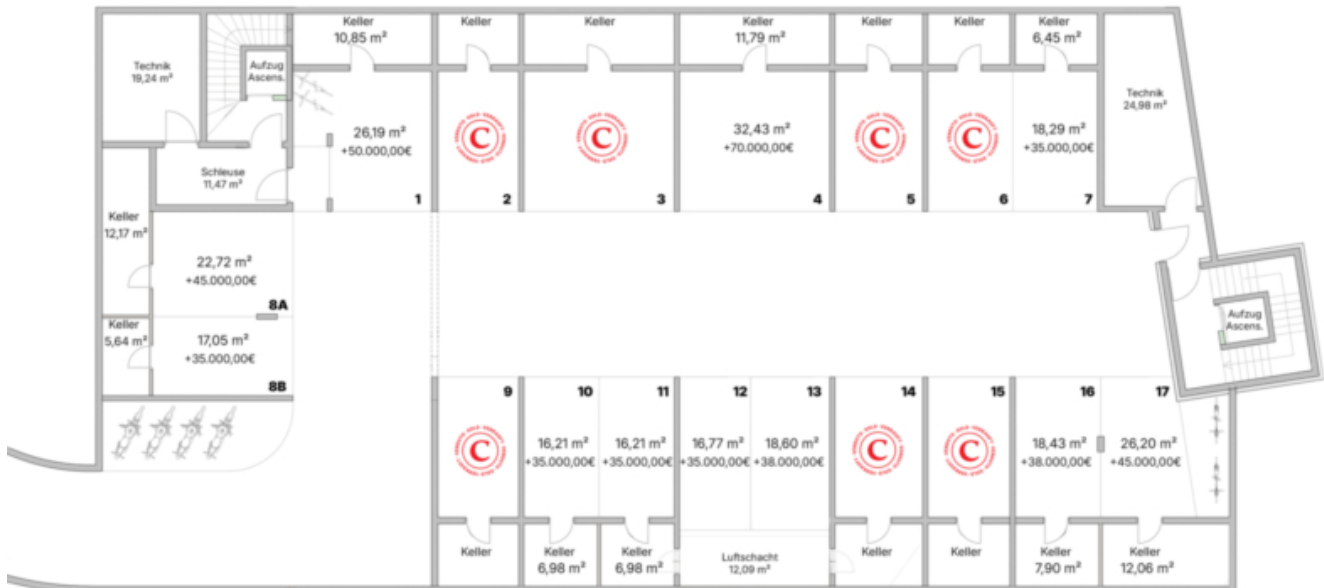 Keller
10,85 m²
Keller
Keller
Keller
11,79 m²
Keller
Keller
Keller
6,45 m²
Technik
19,24 m²
Aufzug
Ascens.
Technik
24,98 m²
26,19 m²
+50.000,00€
1
C
2
C
3
32,43 m²
+70.000,00€
4
C
5
C
6
18,29 m²
+35.000,00€
7
Schleuse
11,47 m²
Keller
12,17 m²
22,72 m²
+45.000,00€
8A
Keller
5,64 m²
17,05 m²
+35.000,00€
8B
Aufzug
Ascens.
9
C
10
16,21 m²
+35.000,00€
11
16,21 m²
+35.000,00€
12
16,77 m²
+35.000,00€
13
18,60 m²
+38.000,00€
14
C
15
C
16
18,43 m²
+38.000,00€
17
26,20 m²
+45.000,00€
Keller
Keller
6,98 m²
Keller
6,98 m²
Luftschacht
12,09 m²
Keller
Keller
Keller
7,90 m²
Keller
12,06 m²